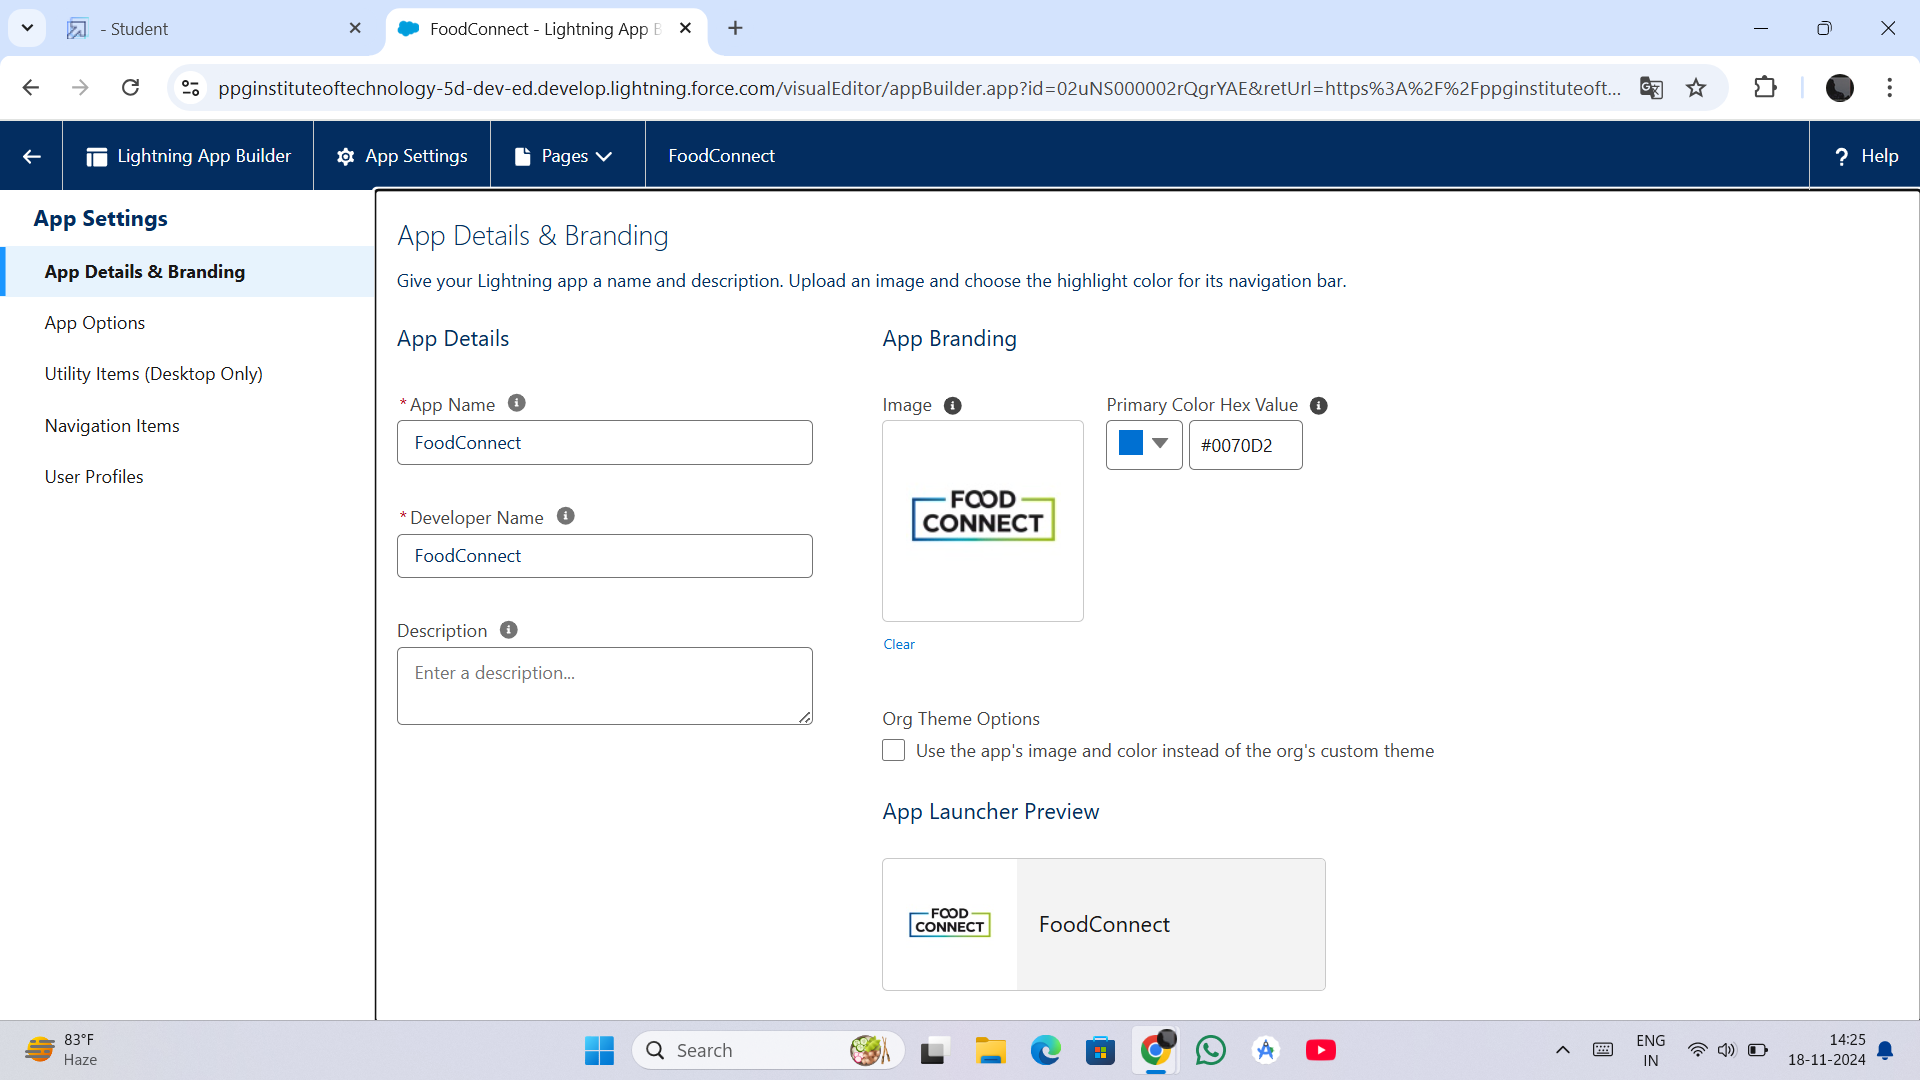 - Student
FoodConnect - Lightning App B
ppginstituteoftechnology-5d-dev-ed.develop.lightning.force.com/visualEditor/appBuilder.app?id=02uNS000002rQgrYAE&retUrl=https%3A%2F%2Fppginstituteoft...
Lightning App Builder
App Settings
Pages
FoodConnect
? Help
App Settings
App Details & Branding
App Options
Utility Items (Desktop Only)
Navigation Items
User Profiles
App Details & Branding
Give your Lightning app a name and description. Upload an image and choose the highlight color for its navigation bar.
App Details
*App Name
FoodConnect
*Developer Name
FoodConnect
Description
Enter a description...
App Branding
Image
FOOD
CONNECT
Clear
Primary Color Hex Value
#0070D2
Org Theme Options
Use the app's image and color instead of the org's custom theme
App Launcher Preview
FOOD
CONNECT
FoodConnect
83°F
Haze
Search
ENG
IN
14:25
18-11-2024